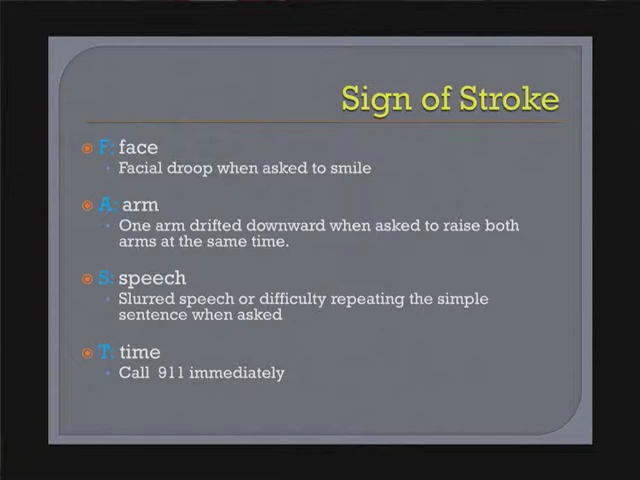 Sign of Stroke
F: face
Facial droop when asked to smile
A: arm
One arm drifted downward when asked to raise both
arms at the same time.
S: speech
Slurred speech or difficulty repeating the simple
sentence when asked
T: time
Call 911 immediately